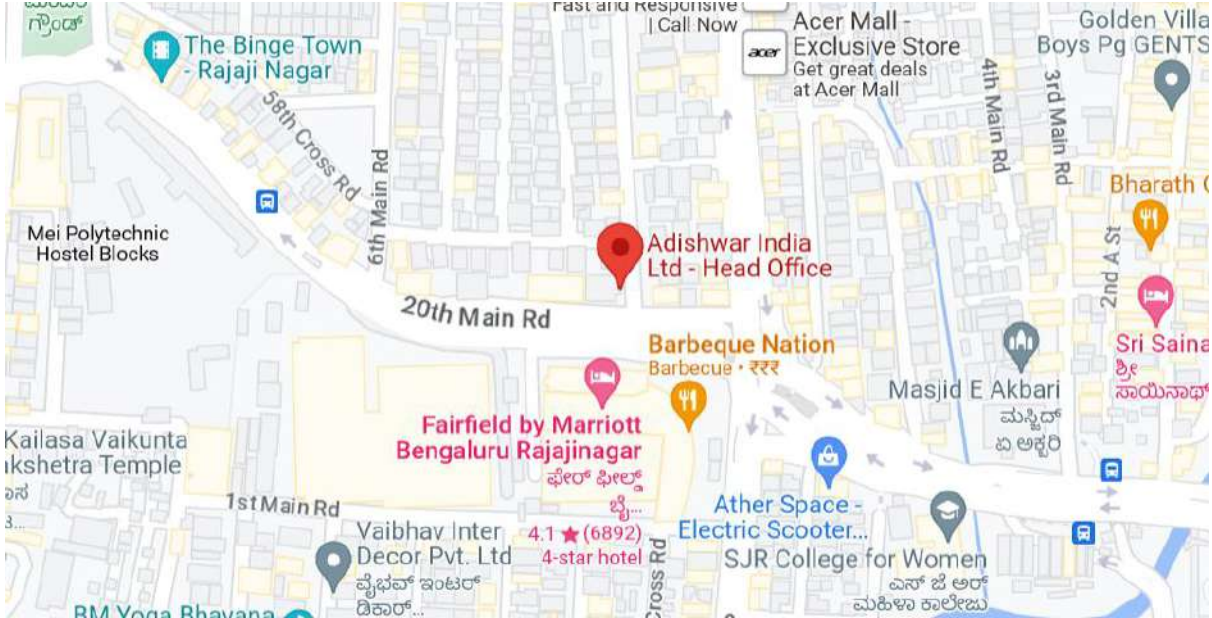 ಗ್ರೌಂಡ್
The Binge Town
- Rajaji Nagar
Fast and Responsive
| Call Now
acer
Acer Mall -
Exclusive Store
Get great deals
at Acer Mall
Golden Villa
Boys Pg GENTS
58th Cross Rd
6th Main Rd
4th Main Rd
3rd Main Rd
2nd A St
Bharath
Mei Polytechnic
Hostel Blocks
Adishwar India
Ltd - Head Office
20th Main Rd
Barbeque Nation
Barbecue · ₹₹₹
Masjid E Akbari
ಮಸ್ಜಿದ್
ಏ ಅಕ್ಬರಿ
Sri Saina
ಶ್ರೀ
ಸಾಯಿನಾಥ್
Fairfield by Marriott
Bengaluru Rajajinagar
ಫೇರ್ ಫೀಲ್ಡ್
ಬೈ...
4.1 ★ (6892)
4-star hotel
Kailasa Vaikunta
akshetra Temple
1st Main Rd
Vaibhav Inter
Decor Pvt. Ltd
ವೈಭವ್ ಇಂಟರ್
ಡಿಕಾರ್...
Ather Space -
Electric Scooter...
SJR College for Women
ಎಸ್ ಜೆ ಅರ್
ಮಹಿಳಾ ಕಾಲೇಜು
Cross Rd
BM Yoga Bhavana